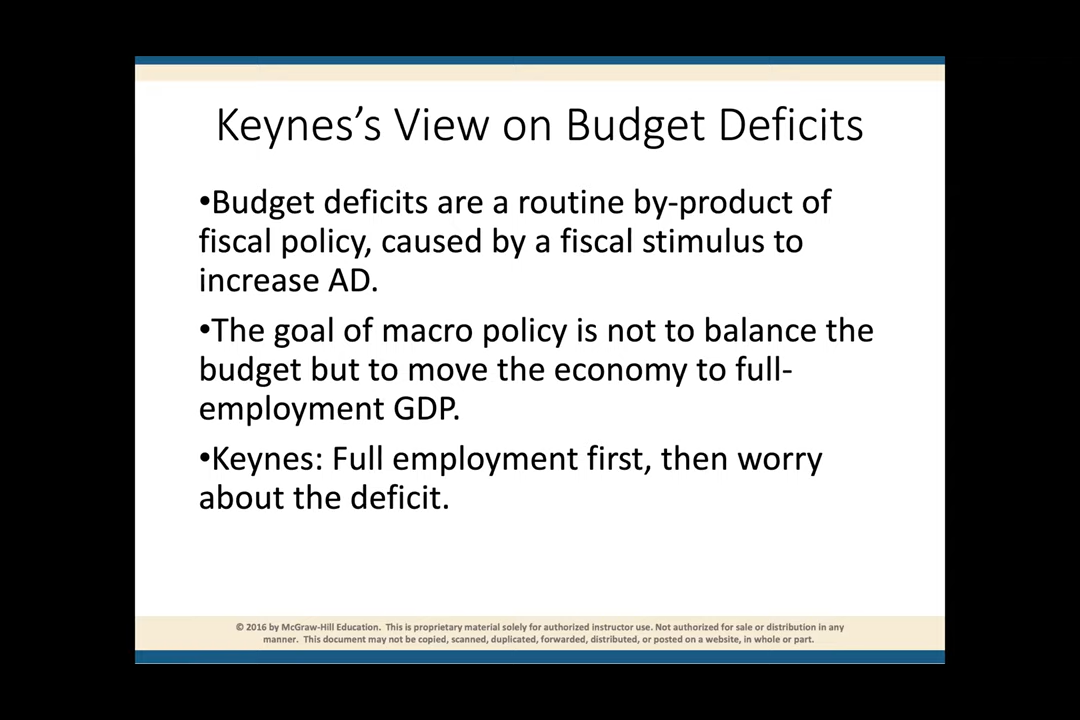 Keynes’s View on Budget Deficits
•Budget deficits are a routine by-product of
fiscal policy, caused by a fiscal stimulus to
increase AD.
•The goal of macro policy is not to balance the
budget but to move the economy to full-
employment GDP.
•Keynes: Full employment first, then worry
about the deficit.
© 2016 by McGraw-Hill Education. This is proprietary material solely for authorized instructor use. Not authorized for sale or distribution in any
manner. This document may not be copied, scanned, duplicated, forwarded, distributed, or posted on a website, in whole or part.